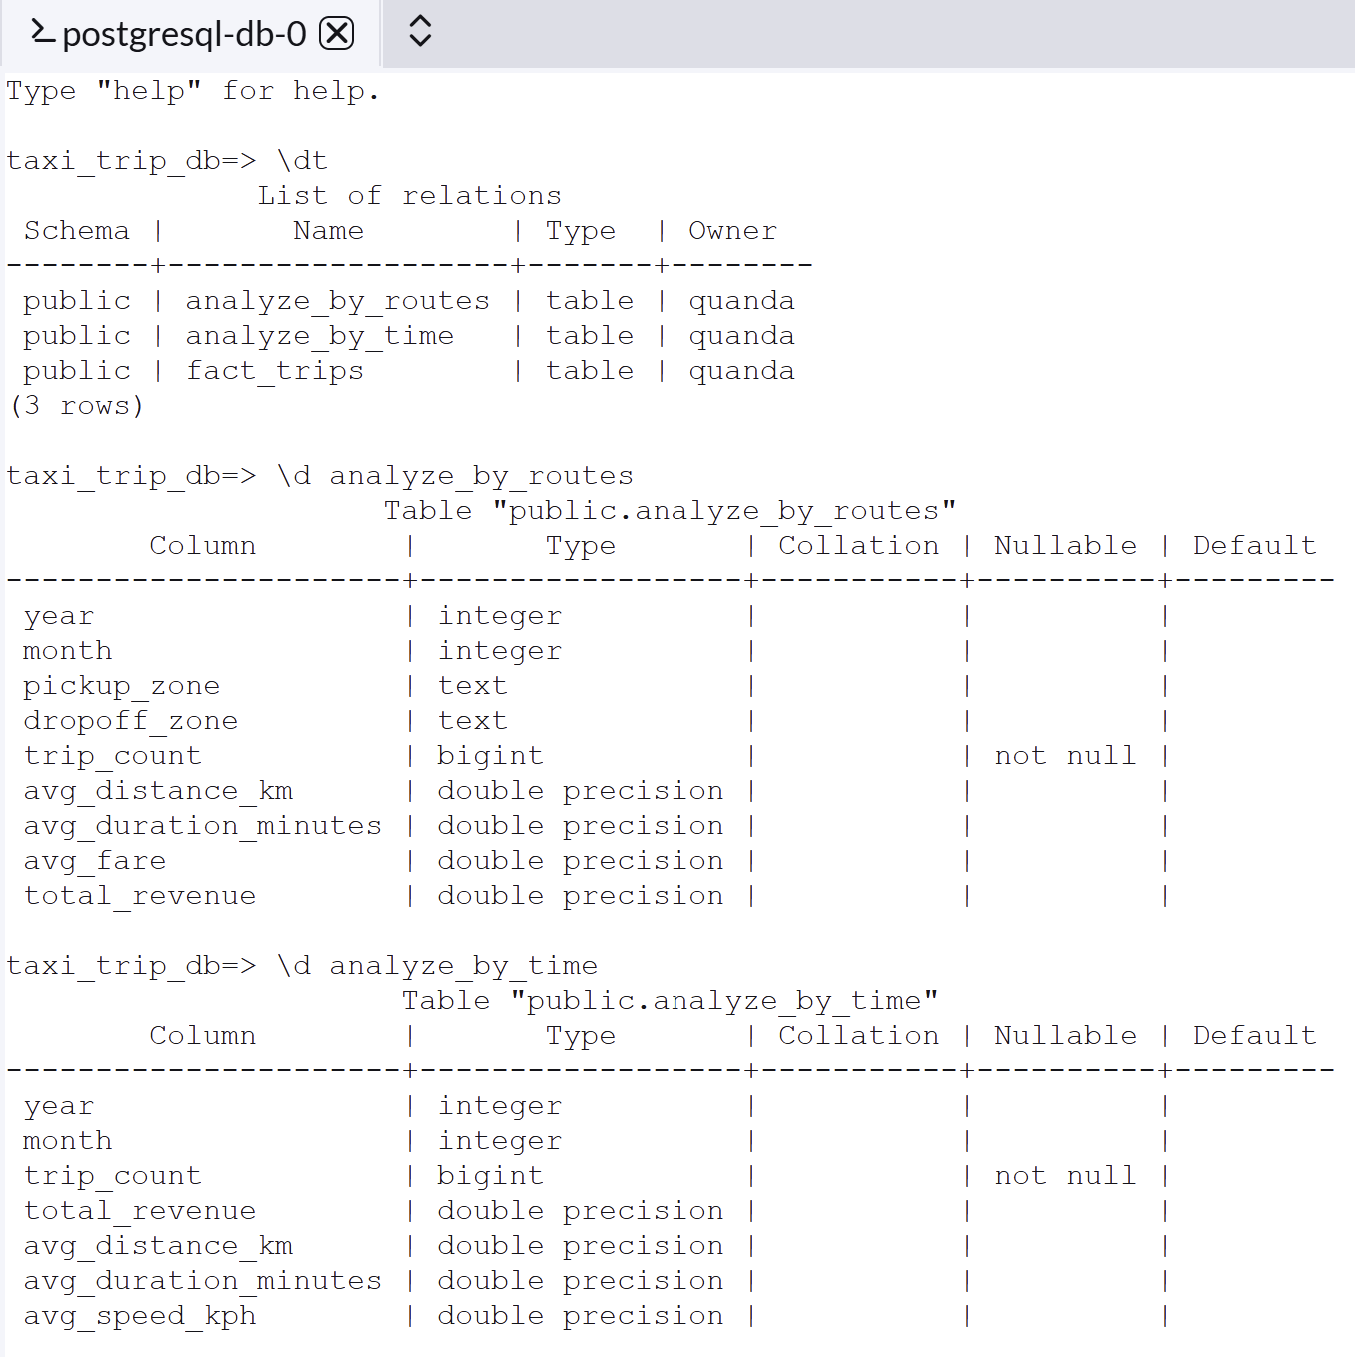 postgresql-db-0
Type "help" for help.
taxi_trip_db=> \dt
             List of relations
 Schema |       Name        | Type  | Owner
--------+-------------------+-------+--------
 public | analyze_by_routes | table | quanda
 public | analyze_by_time   | table | quanda
 public | fact_trips        | table | quanda
(3 rows)
taxi_trip_db=> \d analyze_by_routes
                    Table "public.analyze_by_routes"
        Column        |       Type       | Collation | Nullable | Default
----------------------+------------------+-----------+----------+---------
 year                 | integer          |           |          |
 month                | integer          |           |          |
 pickup_zone          | text             |           |          |
 dropoff_zone         | text             |           |          |
 trip_count           | bigint           |           | not null |
 avg_distance_km      | double precision |           |          |
 avg_duration_minutes | double precision |           |          |
 avg_fare             | double precision |           |          |
 total_revenue        | double precision |           |          |
taxi_trip_db=> \d analyze_by_time
                     Table "public.analyze_by_time"
        Column        |       Type       | Collation | Nullable | Default
----------------------+------------------+-----------+----------+---------
 year                 | integer          |           |          |
 month                | integer          |           |          |
 trip_count           | bigint           |           | not null |
 total_revenue        | double precision |           |          |
 avg_distance_km      | double precision |           |          |
 avg_duration_minutes | double precision |           |          |
 avg_speed_kph        | double precision |           |          |